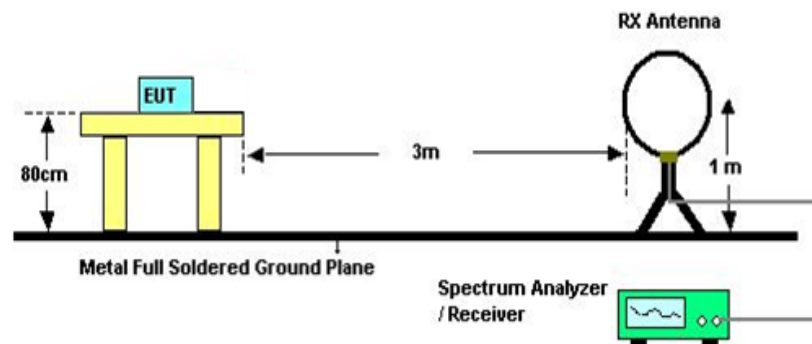 RX Antenna
EUT
3m
80cm
1 m
Metal Full Soldered Ground Plane
Spectrum Analyzer
/ Receiver